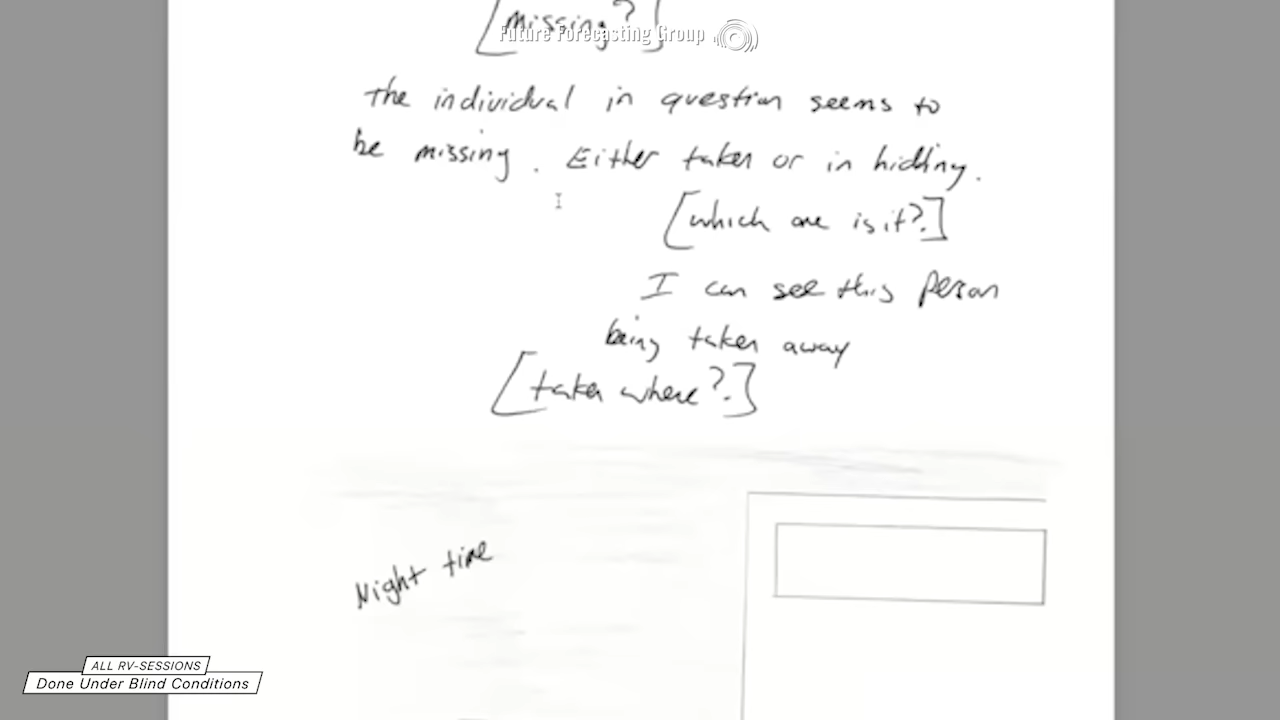 [missing?]
Future Forecasting Group
the individual in question seems to
be missing. Either taken or in hiding.
[which one is it?.]
I can see this person
being taken away
[taken where?.]
Night time
ALL RV-SESSIONS
Done Under Blind Conditions